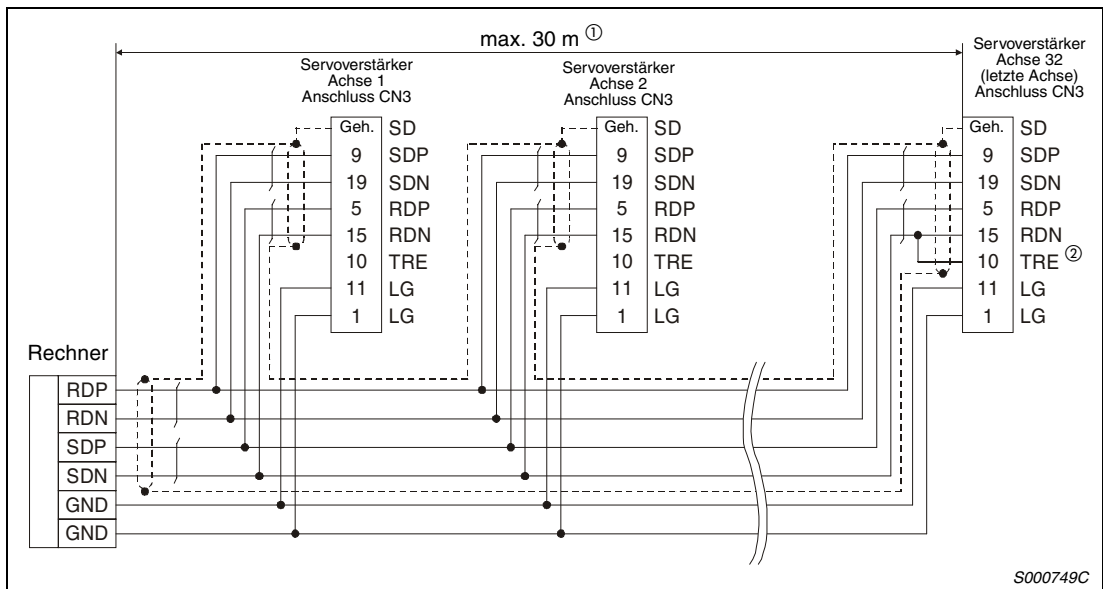 max. 30 m ①
Servoverstärker
Achse 1
Anschluss CN3
Servoverstärker
Achse 2
Anschluss CN3
Servoverstärker
Achse 32
(letzte Achse)
Anschluss CN3
Geh. SD
9 SDP
19 SDN
5 RDP
15 RDN
10 TRE
11 LG
1 LG
Geh. SD
9 SDP
19 SDN
5 RDP
15 RDN
10 TRE
11 LG
1 LG
Geh. SD
9 SDP
19 SDN
5 RDP
15 RDN
10 TRE ②
11 LG
1 LG
Rechner
RDP
RDN
SDP
SDN
GND
GND
S000749C